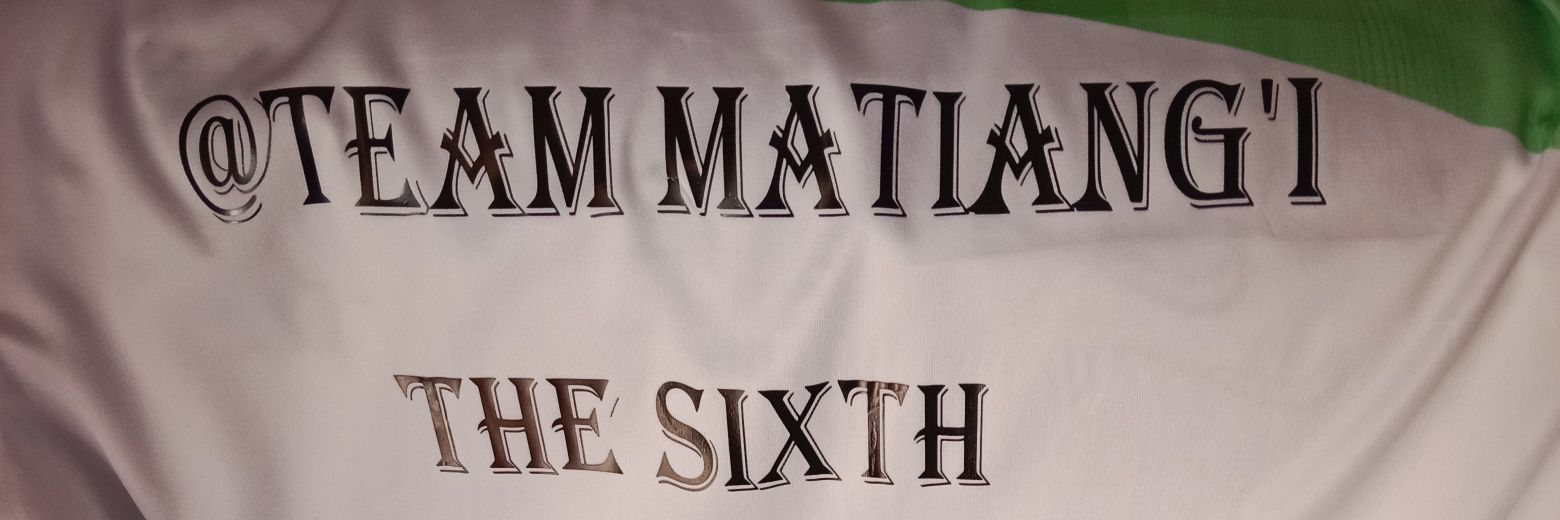 @TEAM MATIANG'I
THE SIXTH